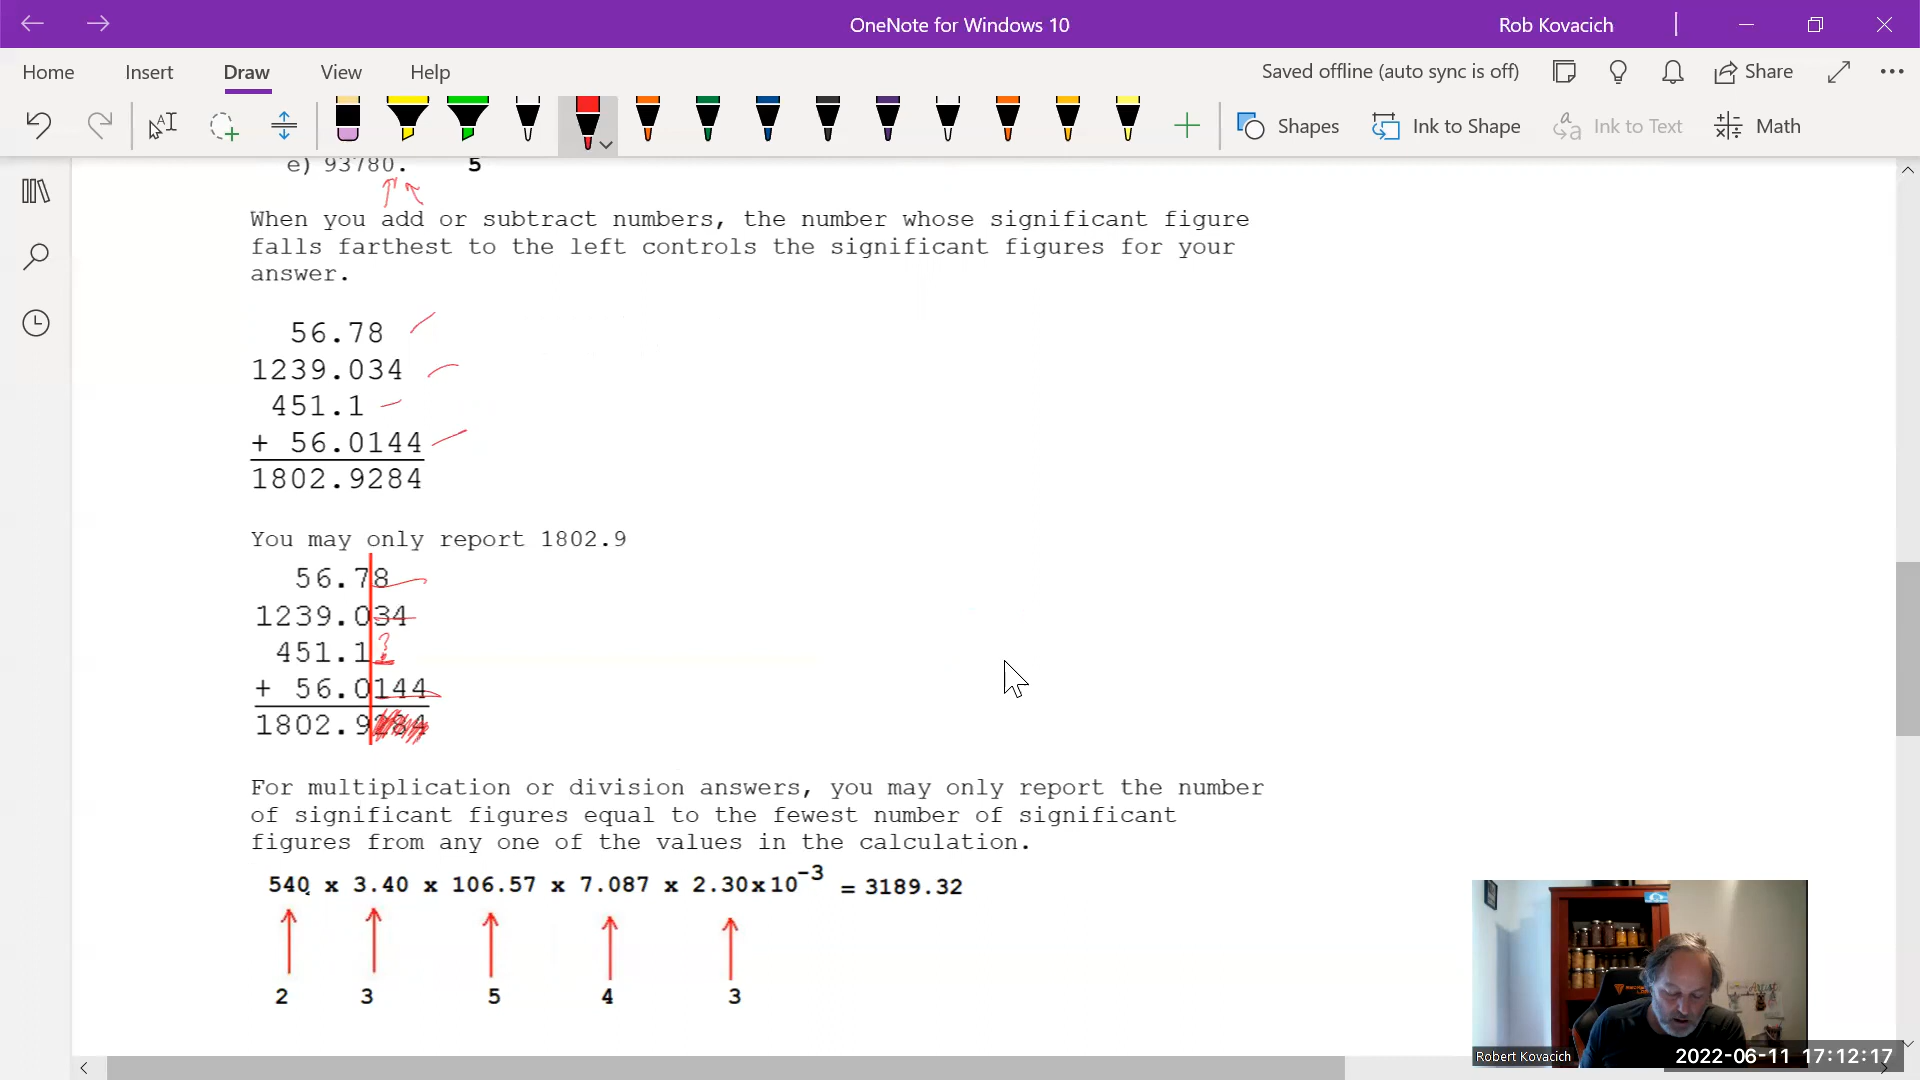 OneNote for Windows 10
Rob Kovacich
Home Insert Draw View Help
Saved offline (auto sync is off)
Share
Shapes
Ink to Shape
Ink to Text
Math
e) 93780. 5
When you add or subtract numbers, the number whose significant figure
falls farthest to the left controls the significant figures for your
answer.
56.78
1239.034
451.1
+ 56.0144
1802.9284
You may only report 1802.9
56.78
1239.034
451.1?
+ 56.0144
1802.9284
For multiplication or division answers, you may only report the number
of significant figures equal to the fewest number of significant
figures from any one of the values in the calculation.
540 x 3.40 x 106.57 x 7.087 x 2.30x10⁻³ = 3189.32
2 3 5 4 3
Robert Kovacich
2022-06-11 17:12:17